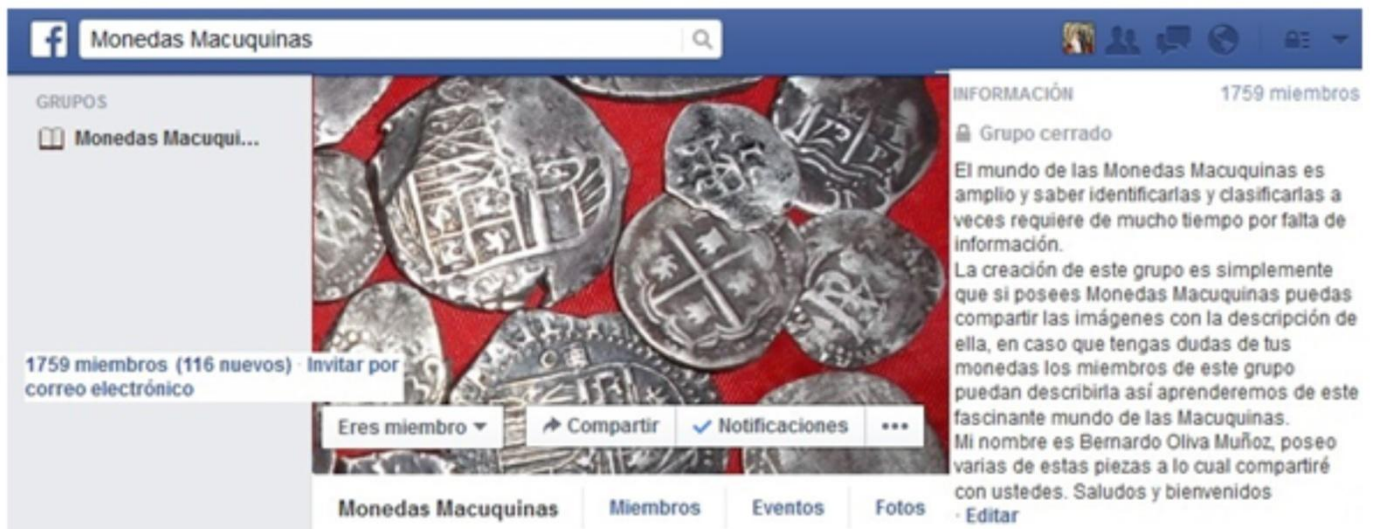 f
Monedas Macuquinas
GRUPOS
Monedas Macuqui...
1759 miembros (116 nuevos) · Invitar por
correo electrónico
Eres miembro
Compartir
Notificaciones
Monedas Macuquinas
Miembros
Eventos
Fotos
INFORMACIÓN
1759 miembros
Grupo cerrado
El mundo de las Monedas Macuquinas es
amplio y saber identificarlas y clasificarlas a
veces requiere de mucho tiempo por falta de
información.
La creación de este grupo es simplemente
que si posees Monedas Macuquinas puedas
compartir las imágenes con la descripción de
ella, en caso que tengas dudas de tus
monedas los miembros de este grupo
puedan describirla así aprenderemos de este
fascinante mundo de las Macuquinas.
Mi nombre es Bernardo Oliva Muñoz, poseo
varias de estas piezas a lo cual compartiré
con ustedes. Saludos y bienvenidos
· Editar